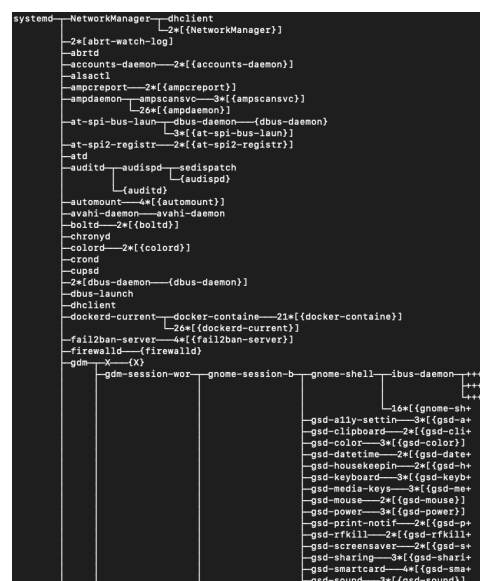 systemd─┬─NetworkManager─┬─dhclient
        │                └─2*[{NetworkManager}]
        ├─2*[abrt-watch-log]
        ├─abrtd
        ├─accounts-daemon───2*[{accounts-daemon}]
        ├─alsactl
        ├─ampcreport───2*[{ampcreport}]
        ├─ampdaemon─┬─ampscansvc───3*[{ampscansvc}]
        │           └─26*[{ampdaemon}]
        ├─at-spi-bus-laun─┬─dbus-daemon───{dbus-daemon}
        │                 └─3*[{at-spi-bus-laun}]
        ├─at-spi2-registr───2*[{at-spi2-registr}]
        ├─atd
        ├─auditd─┬─audispd─┬─sedispatch
        │        │         └─{audispd}
        │        └─{auditd}
        ├─automount───4*[{automount}]
        ├─avahi-daemon───avahi-daemon
        ├─boltd───2*[{boltd}]
        ├─chronyd
        ├─colord───2*[{colord}]
        ├─crond
        ├─cupsd
        ├─2*[dbus-daemon───{dbus-daemon}]
        ├─dbus-launch
        ├─dhclient
        ├─dockerd-current─┬─docker-containe───21*[{docker-containe}]
        │                 └─26*[{dockerd-current}]
        ├─fail2ban-server───4*[{fail2ban-server}]
        ├─firewalld───{firewalld}
        ├─gdm─┬─X───{X}
        │     ├─gdm-session-wor─┬─gnome-session-b─┬─gnome-shell─┬─ibus-daemon─┬+++
        │     │                 │                 │             │             ├+++
        │     │                 │                 │             │             └+++
        │     │                 │                 │             └─16*[{gnome-sh+
        │     │                 │                 ├─gsd-a11y-settin───3*[{gsd-a+
        │     │                 │                 ├─gsd-clipboard───2*[{gsd-cli+
        │     │                 │                 ├─gsd-color───3*[{gsd-color}]
        │     │                 │                 ├─gsd-datetime───2*[{gsd-date+
        │     │                 │                 ├─gsd-housekeepin───2*[{gsd-h+
        │     │                 │                 ├─gsd-keyboard───3*[{gsd-keyb+
        │     │                 │                 ├─gsd-media-keys───3*[{gsd-me+
        │     │                 │                 ├─gsd-mouse───2*[{gsd-mouse}]
        │     │                 │                 ├─gsd-power───3*[{gsd-power}]
        │     │                 │                 ├─gsd-print-notif───2*[{gsd-p+
        │     │                 │                 ├─gsd-rfkill───2*[{gsd-rfkill+
        │     │                 │                 ├─gsd-screensaver───2*[{gsd-s+
        │     │                 │                 ├─gsd-sharing───3*[{gsd-shari+
        │     │                 │                 ├─gsd-smartcard───4*[{gsd-sma+
        │     │                 │                 ├─gsd-sound───3*[{gsd-sound}]